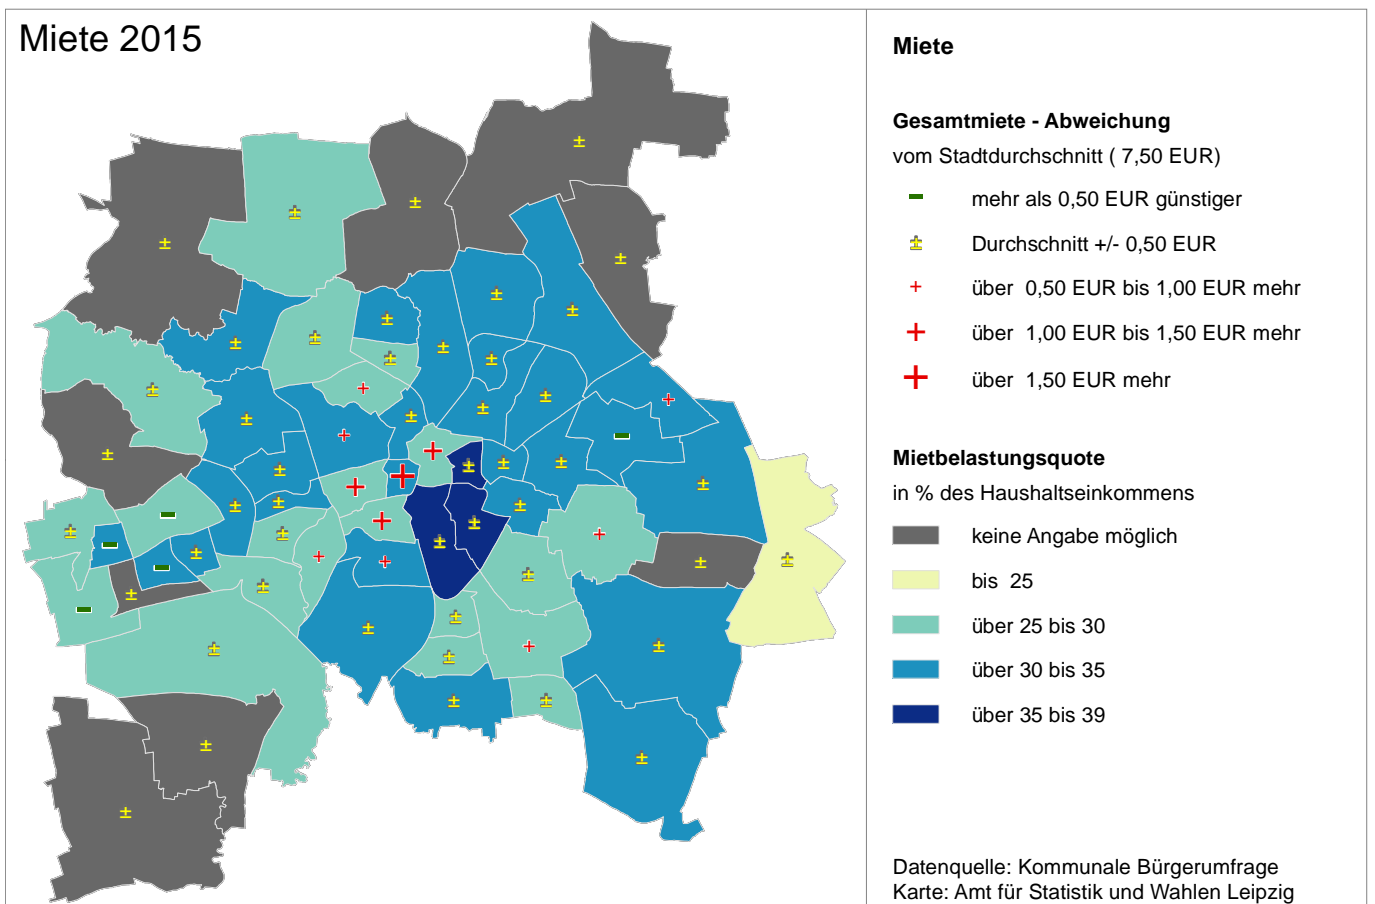 Miete 2015
Miete
Gesamtmiete - Abweichung
vom Stadtdurchschnitt ( 7,50 EUR)
mehr als 0,50 EUR günstiger
Durchschnitt +/- 0,50 EUR
über 0,50 EUR bis 1,00 EUR mehr
über 1,00 EUR bis 1,50 EUR mehr
über 1,50 EUR mehr
Mietbelastungsquote
in % des Haushaltseinkommens
keine Angabe möglich
bis 25
über 25 bis 30
über 30 bis 35
über 35 bis 39
Datenquelle: Kommunale Bürgerumfrage
Karte: Amt für Statistik und Wahlen Leipzig